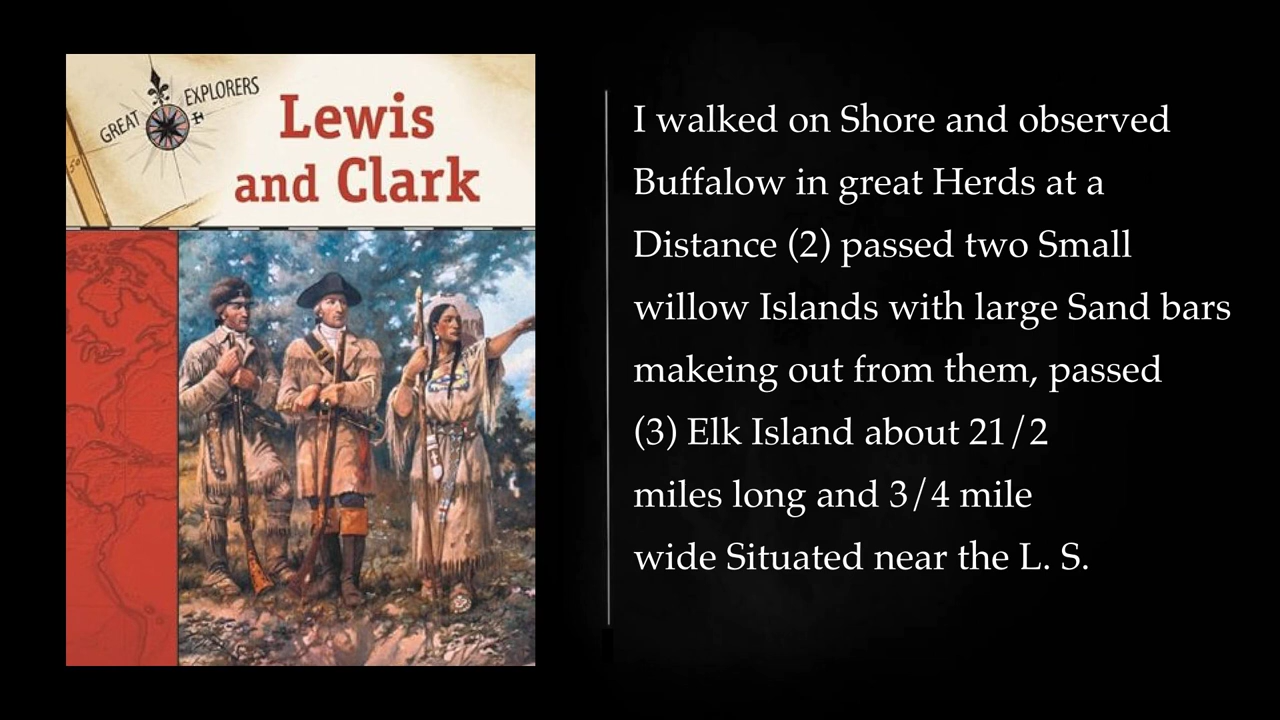 GREAT EXPLORERS
Lewis
and Clark
50
I walked on Shore and observed
Buffalow in great Herds at a
Distance (2) passed two Small
willow Islands with large Sand bars
makeing out from them, passed
(3) Elk Island about 21/2
miles long and 3/4 mile
wide Situated near the L. S.